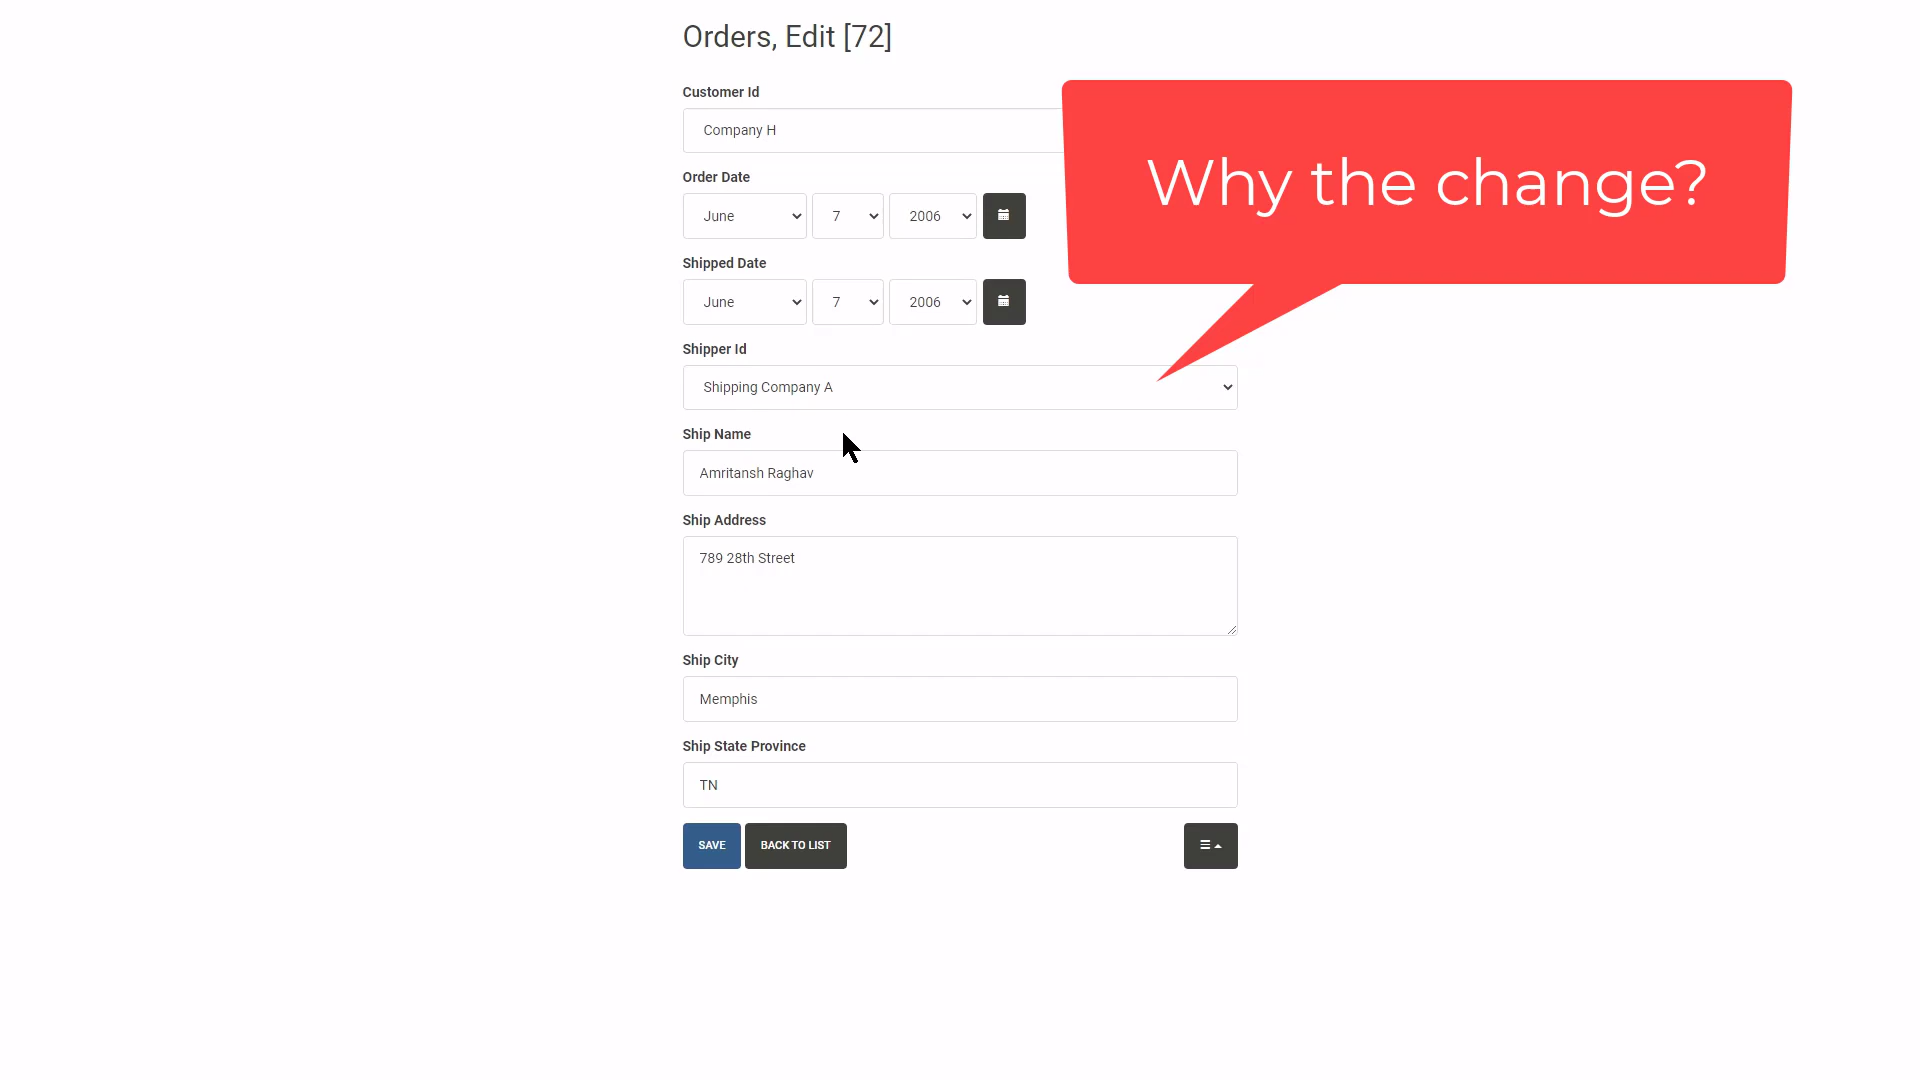 Orders, Edit [72]
Customer Id
Company H
Why the change?
Order Date
June 7 2006
Shipped Date
June 7 2006
Shipper Id
Shipping Company A
Ship Name
Amritansh Raghav
Ship Address
789 28th Street
Ship City
Memphis
Ship State Province
TN
SAVE BACK TO LIST